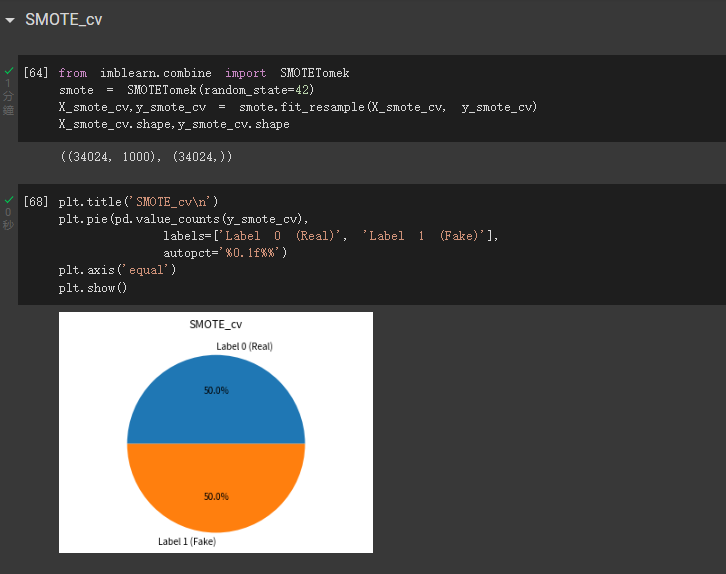 SMOTE_cv
[64] from imblearn.combine import SMOTETomek
smote = SMOTETomek(random_state=42)
X_smote_cv,y_smote_cv = smote.fit_resample(X_smote_cv, y_smote_cv)
X_smote_cv.shape,y_smote_cv.shape
1
分
鐘
((34024, 1000), (34024,))
[68] plt.title('SMOTE_cv\n')
plt.pie(pd.value_counts(y_smote_cv),
labels=['Label 0 (Real)', 'Label 1 (Fake)'],
autopct='%0.1f%%')
plt.axis('equal')
plt.show()
0
秒
SMOTE_cv
Label 0 (Real)
50.0%
50.0%
Label 1 (Fake)